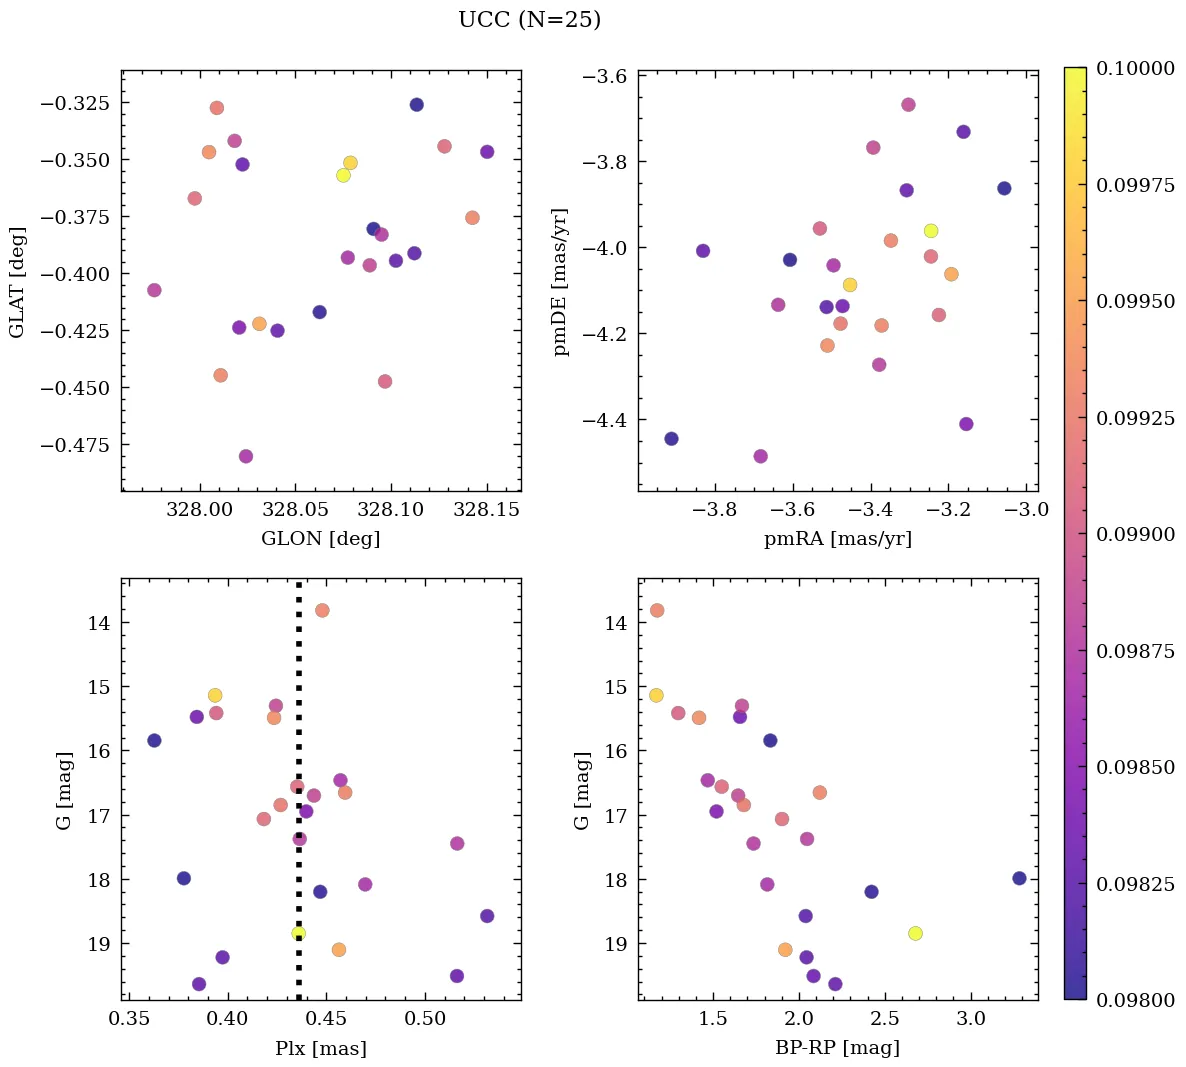 UCC (N=25)
−0.325
−0.350
−0.375
−0.400
−0.425
−0.450
−0.475
GLAT [deg]
328.00 328.05 328.10 328.15
GLON [deg]
−3.6
−3.8
−4.0
−4.2
−4.4
pmDE [mas/yr]
−3.8 −3.6 −3.4 −3.2 −3.0
pmRA [mas/yr]
14
15
16
17
18
19
G [mag]
0.35 0.40 0.45 0.50
Plx [mas]
14
15
16
17
18
19
G [mag]
1.5 2.0 2.5 3.0
BP-RP [mag]
0.10000
0.09975
0.09950
0.09925
0.09900
0.09875
0.09850
0.09825
0.09800